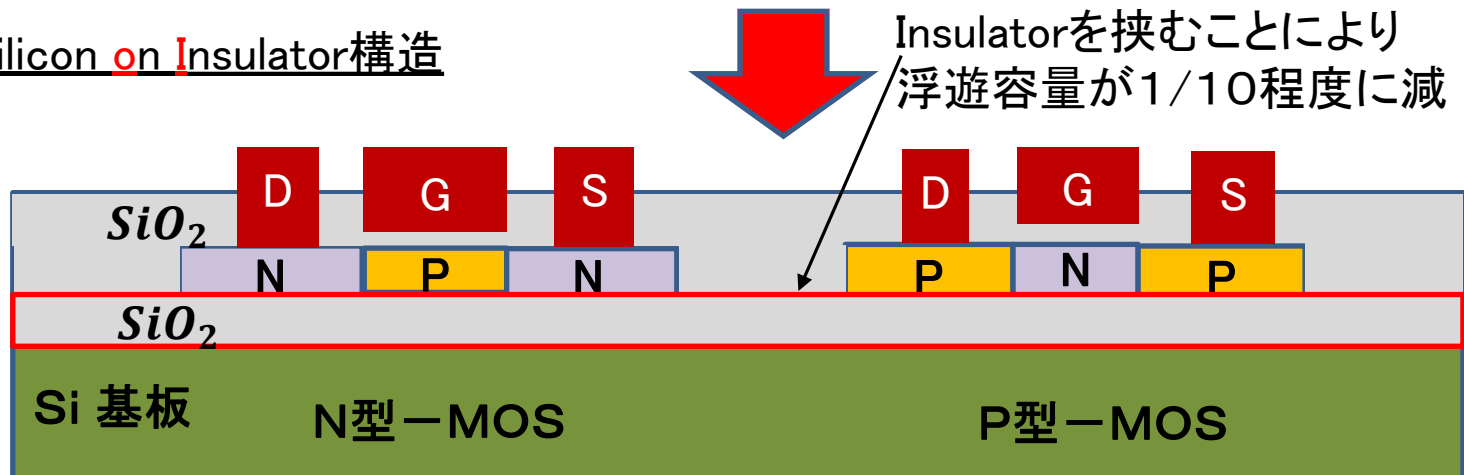 ilicon on Insulator構造
Insulatorを挟むことにより
浮遊容量が１/１０程度に減
D G S D G S
SiO₂
N P N P N P
SiO₂
Si 基板 N型－MOS P型－MOS